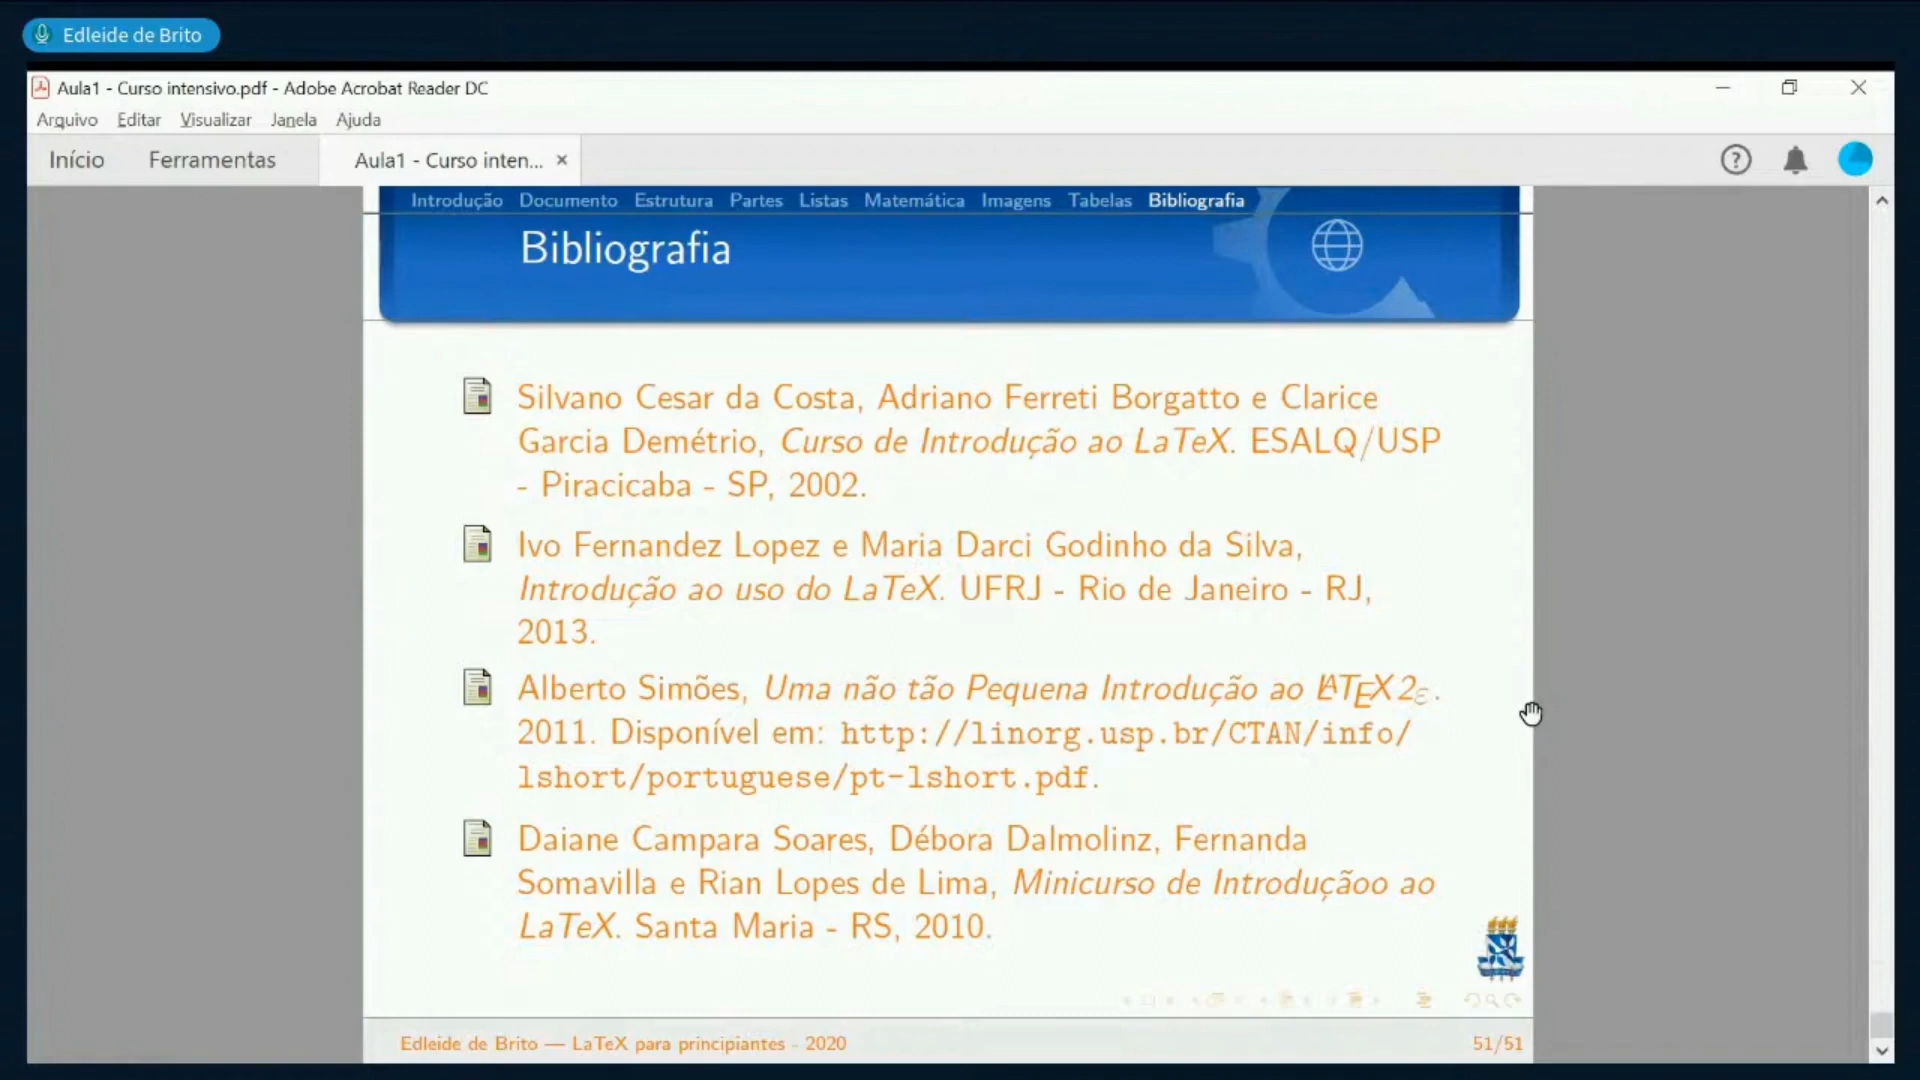 Edleide de Brito
Aula1 - Curso intensivo.pdf - Adobe Acrobat Reader DC
Arquivo Editar Visualizar Janela Ajuda
Início Ferramentas Aula1 - Curso inten...
Introdução Documento Estrutura Partes Listas Matemática Imagens Tabelas Bibliografia
Bibliografia
Silvano Cesar da Costa, Adriano Ferreti Borgatto e Clarice
Garcia Demétrio, Curso de Introdução ao LaTeX. ESALQ/USP
- Piracicaba - SP, 2002.
Ivo Fernandez Lopez e Maria Darci Godinho da Silva,
Introdução ao uso do LaTeX. UFRJ - Rio de Janeiro - RJ,
2013.
Alberto Simões, Uma não tão Pequena Introdução ao LATEX 2ε.
2011. Disponível em: http://linorg.usp.br/CTAN/info/
lshort/portuguese/pt-lshort.pdf.
Daiane Campara Soares, Débora Dalmolinz, Fernanda
Somavilla e Rian Lopes de Lima, Minicurso de Introduçãoo ao
LaTeX. Santa Maria - RS, 2010.
Edleide de Brito — LaTeX para principiantes - 2020 51/51